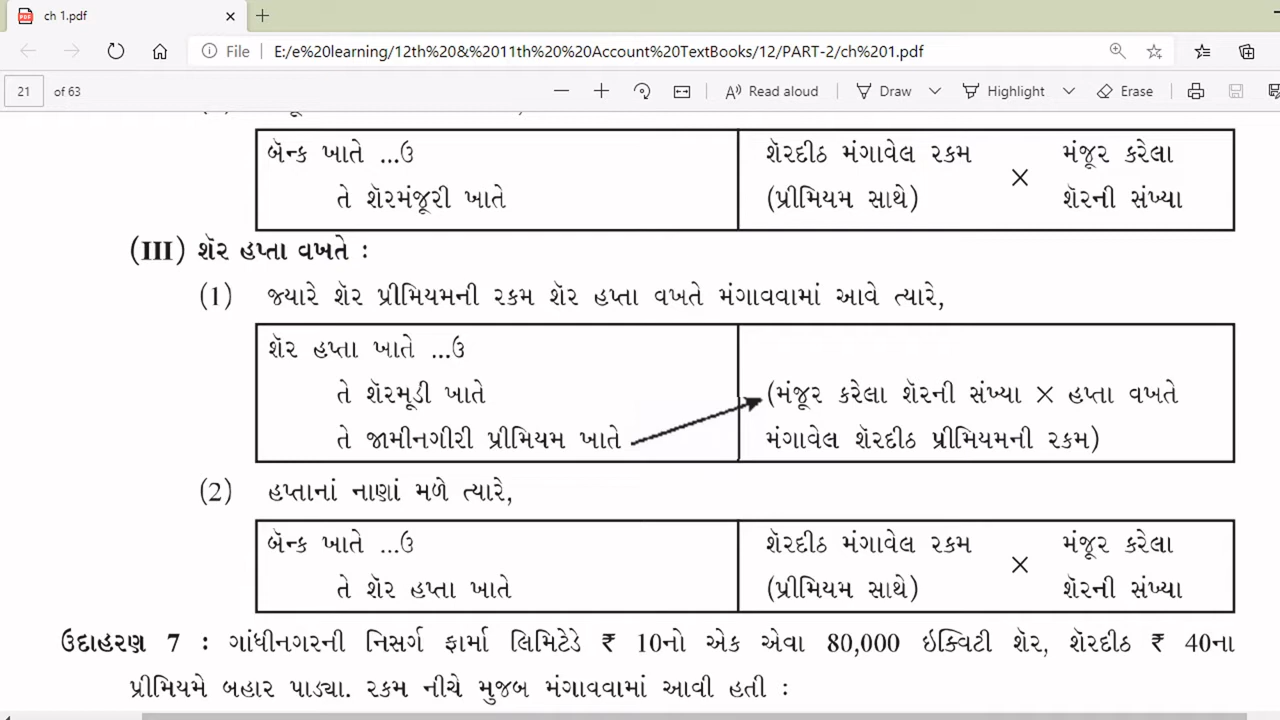 ch 1.pdf
File E:/e%20learning/12th%20&%2011th%20%20Account%20TextBooks/12/PART-2/ch%201.pdf
21 of 63 Read aloud Draw Highlight Erase
બૅન્ક ખાતે ...ઉ શૅરદીઠ મંગાવેલ રકમ મંજૂર કરેલા
તે શૅરમંજૂરી ખાતે (પ્રીમિયમ સાથે) × શૅરની સંખ્યા
(III) શૅર હપ્તા વખતે :
(1) જ્યારે શૅર પ્રીમિયમની રકમ શૅર હપ્તા વખતે મંગાવવામાં આવે ત્યારે,
શૅર હપ્તા ખાતે ...ઉ
તે શૅરમૂડી ખાતે (મંજૂર કરેલા શૅરની સંખ્યા × હપ્તા વખતે
તે જામીનગીરી પ્રીમિયમ ખાતે મંગાવેલ શૅરદીઠ પ્રીમિયમની રકમ)
(2) હપ્તાનાં નાણાં મળે ત્યારે,
બૅન્ક ખાતે ...ઉ શૅરદીઠ મંગાવેલ રકમ મંજૂર કરેલા
તે શૅર હપ્તા ખાતે (પ્રીમિયમ સાથે) × શૅરની સંખ્યા
ઉદાહરણ 7 : ગાંધીનગરની નિસર્ગ ફાર્મા લિમિટેડે ₹ 10નો એક એવા 80,000 ઇક્વિટી શૅર, શૅરદીઠ ₹ 40ના
પ્રીમિયમે બહાર પાડ્યા. રકમ નીચે મુજબ મંગાવવામાં આવી હતી :